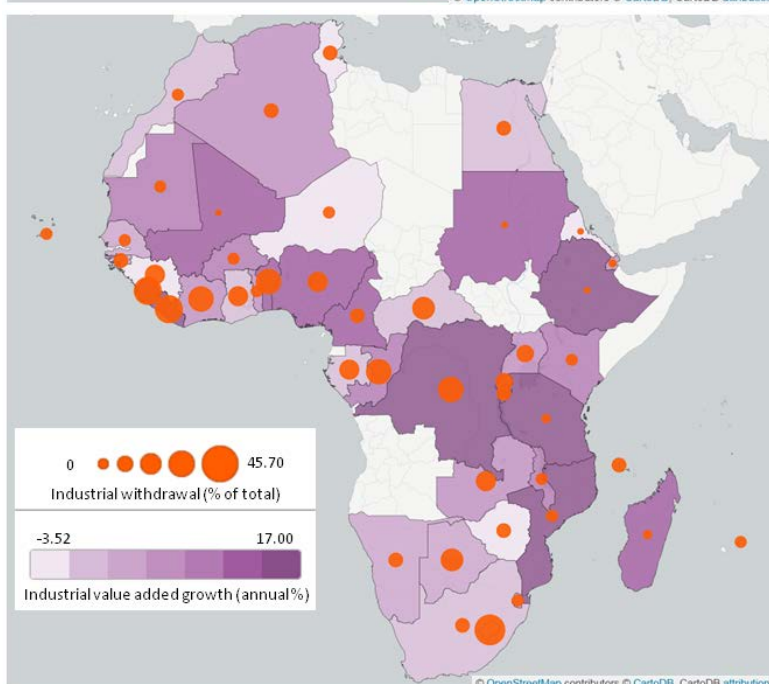 0 45.70
Industrial withdrawal (% of total)
-3.52 17.00
Industrial value added growth (annual %)
© OpenStreetMap contributors © CartoDB, CartoDB attribution